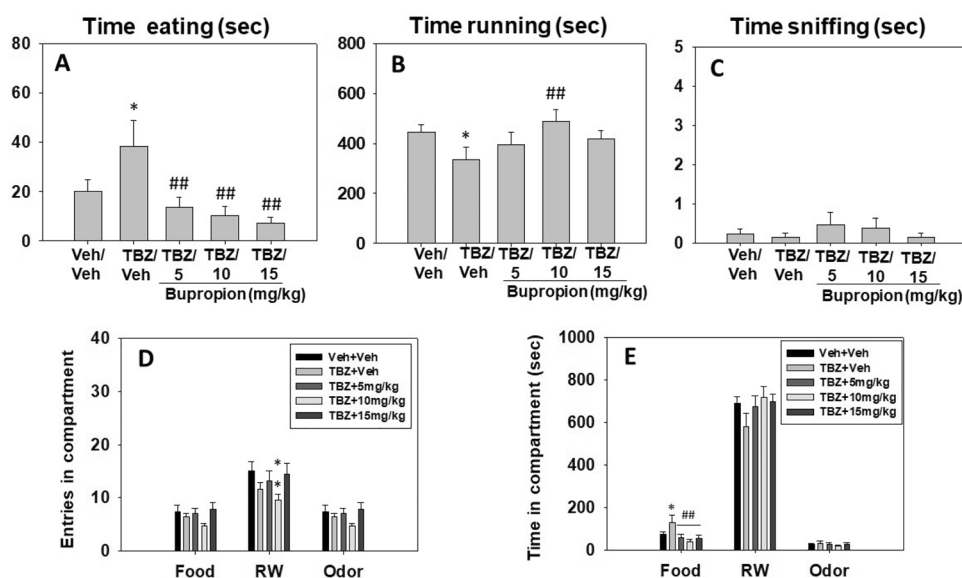 Time eating (sec)
A
80
60
40
20
0
*
##
##
##
Veh/
Veh
TBZ/
Veh
TBZ/
5
TBZ/
10
TBZ/
15
Bupropion (mg/kg)
Time running (sec)
B
800
600
400
200
0
*
##
Veh/
Veh
TBZ/
Veh
TBZ/
5
TBZ/
10
TBZ/
15
Bupropion (mg/kg)
Time sniffing (sec)
C
5
4
3
2
1
0
Veh/
Veh
TBZ/
Veh
TBZ/
5
TBZ/
10
TBZ/
15
Bupropion (mg/kg)
D
Entries in compartment
40
30
20
10
0
Veh+Veh
TBZ+Veh
TBZ+5mg/kg
TBZ+10mg/kg
TBZ+15mg/kg
*
*
Food RW Odor
E
Time in compartment (sec)
1000
800
600
400
200
0
Veh+Veh
TBZ+Veh
TBZ+5mg/kg
TBZ+10mg/kg
TBZ+15mg/kg
*
##
Food RW Odor